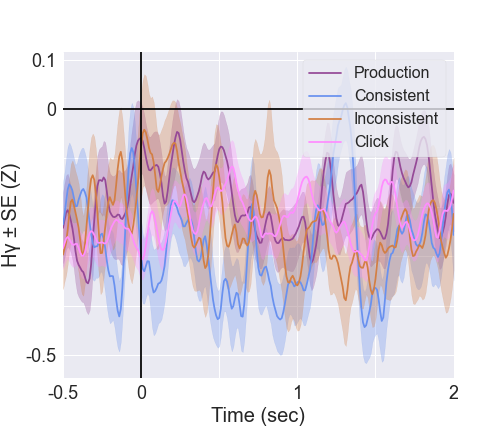 0.1
0
-0.5
Hγ ± SE (Z)
Production
Consistent
Inconsistent
Click
-0.5 0 1 2
Time (sec)